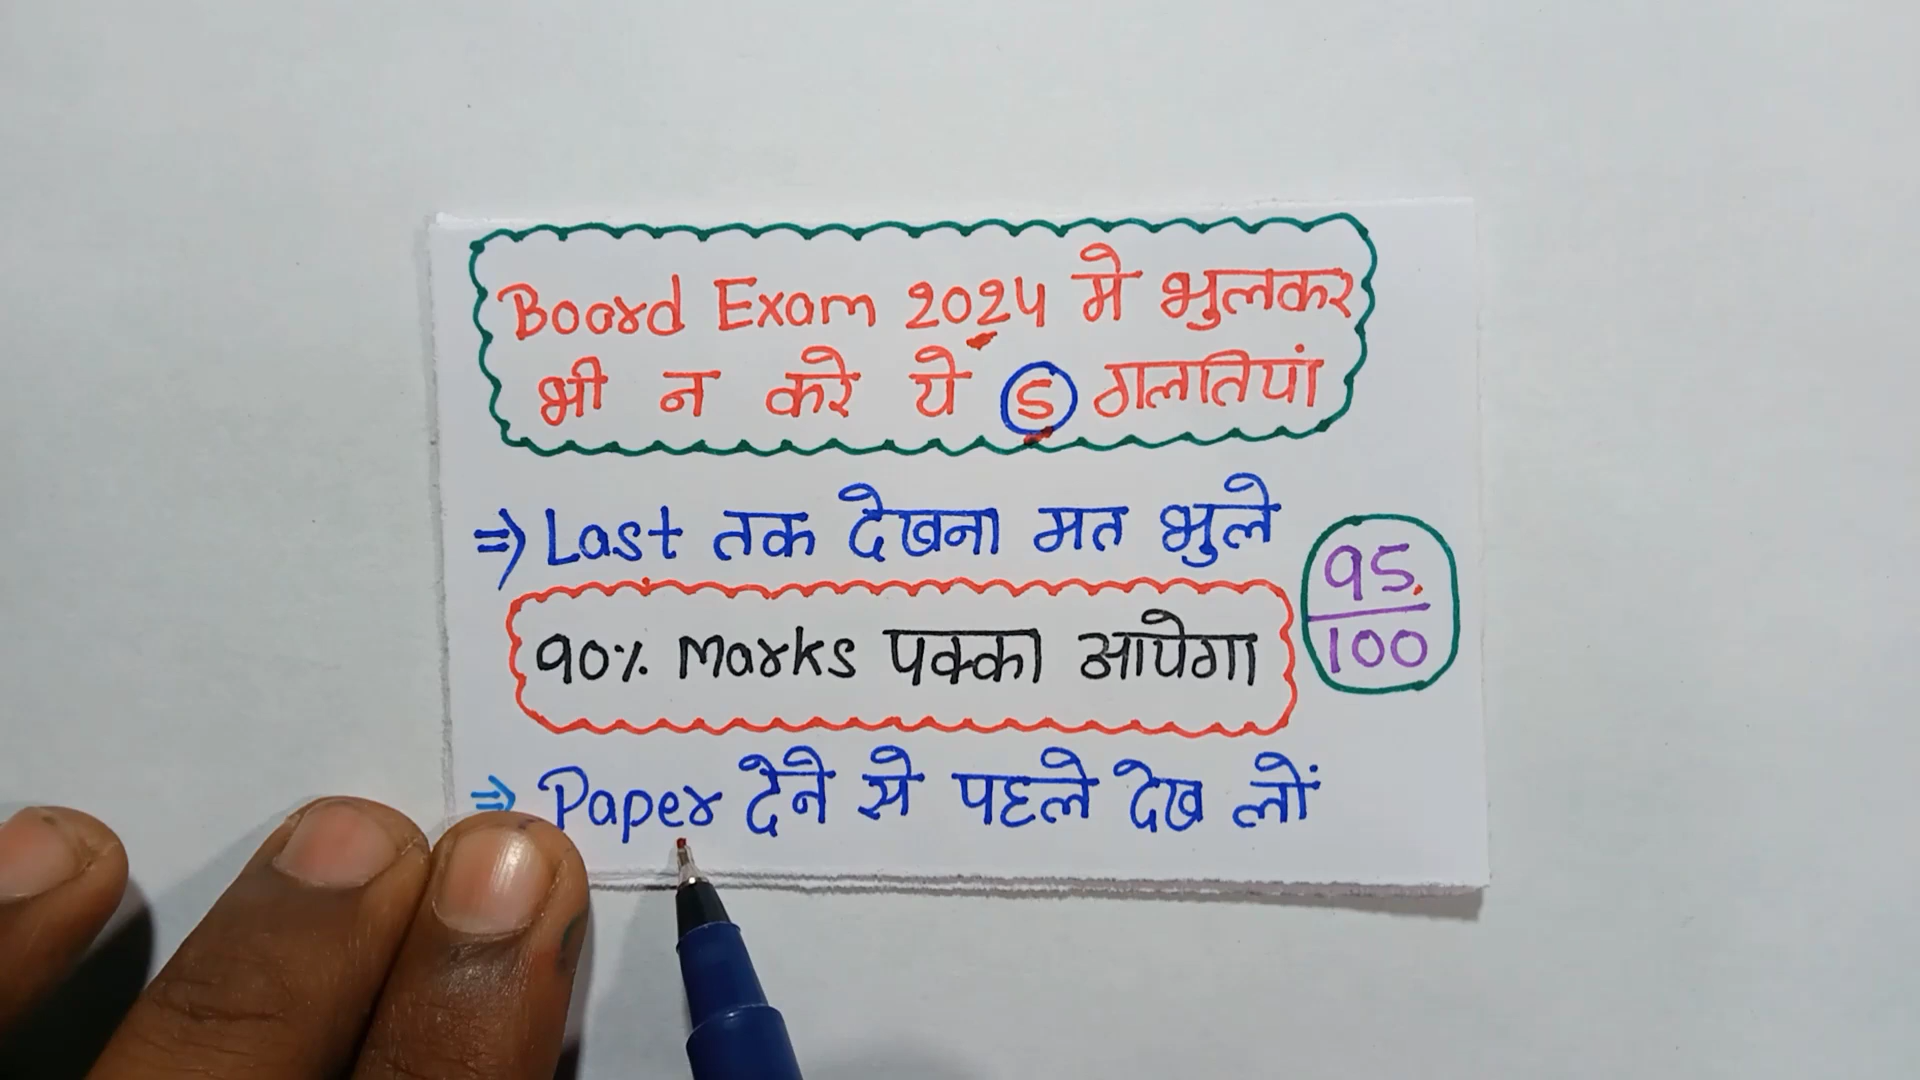 Board Exam 2024 मे भुलकर
भी न करे ये 5 गलतियां
⇒ Last तक देखना मत भुले
90% Marks पक्का आयेगा
95
100
⇒ Paper देने से पहले देख लों